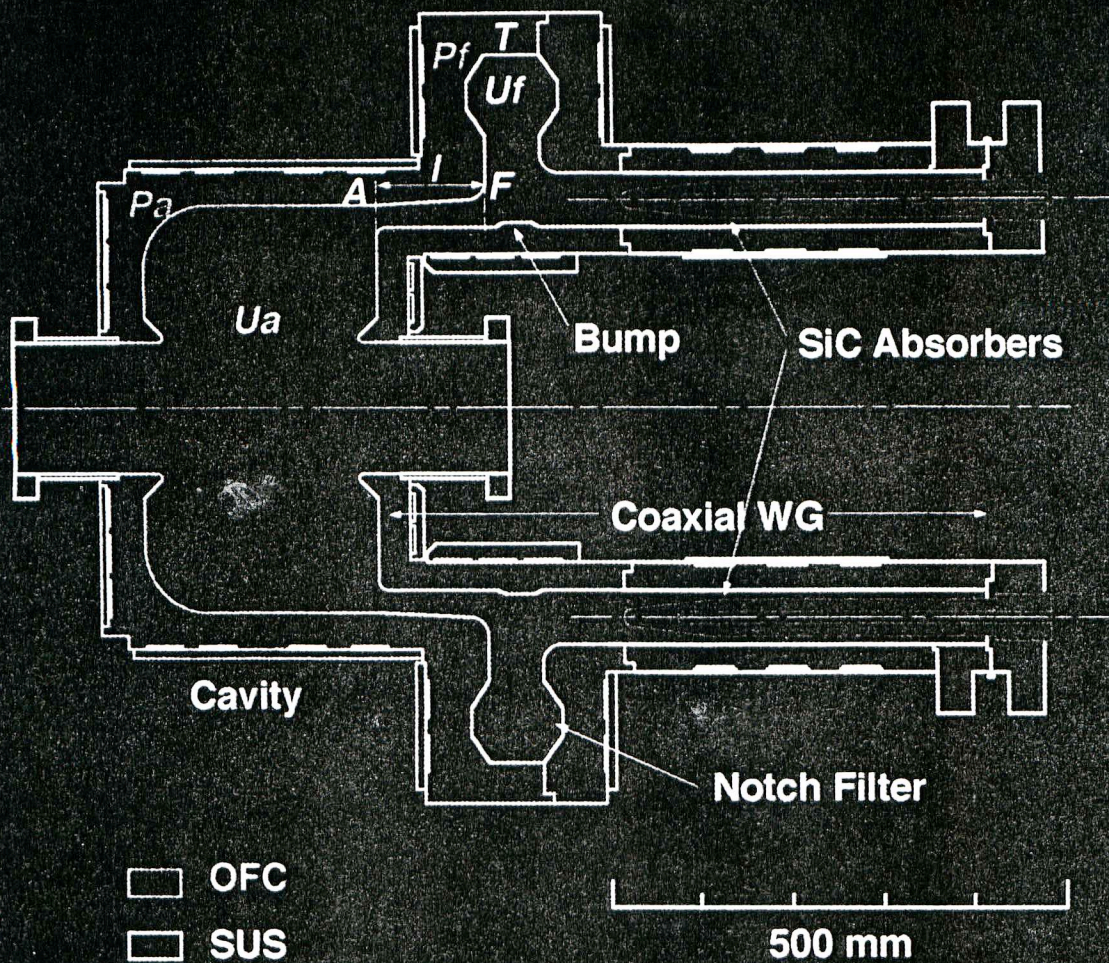 T
Pf
Uf
A
l
F
Pa
Ua
Bump
SiC Absorbers
Coaxial WG
Cavity
Notch Filter
OFC
SUS
500 mm